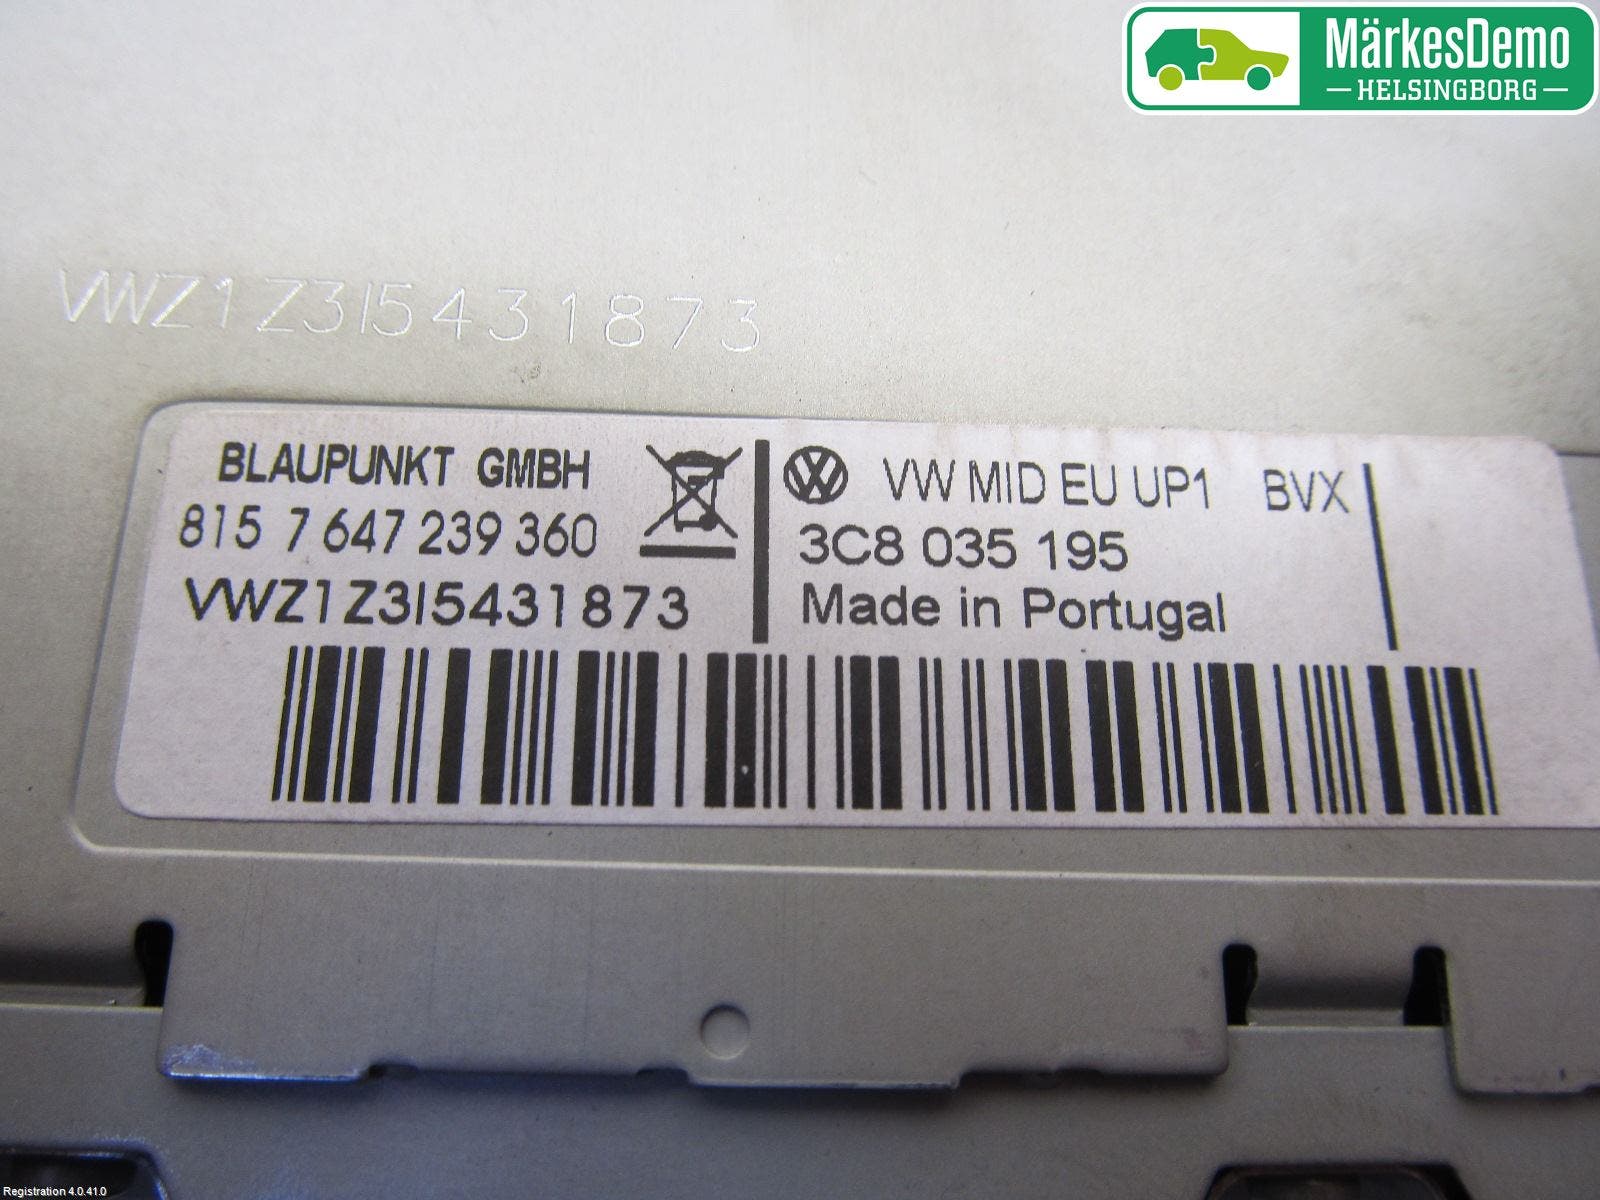 MärkesDemo
HELSINGBORG
VWZ1Z3I5431873
BLAUPUNKT GMBH
815 7 647 239 360
VWZ1Z3I5431873
VW MID EU UP1 BVX
3C8 035 195
Made in Portugal
Registration 4.0.41.0